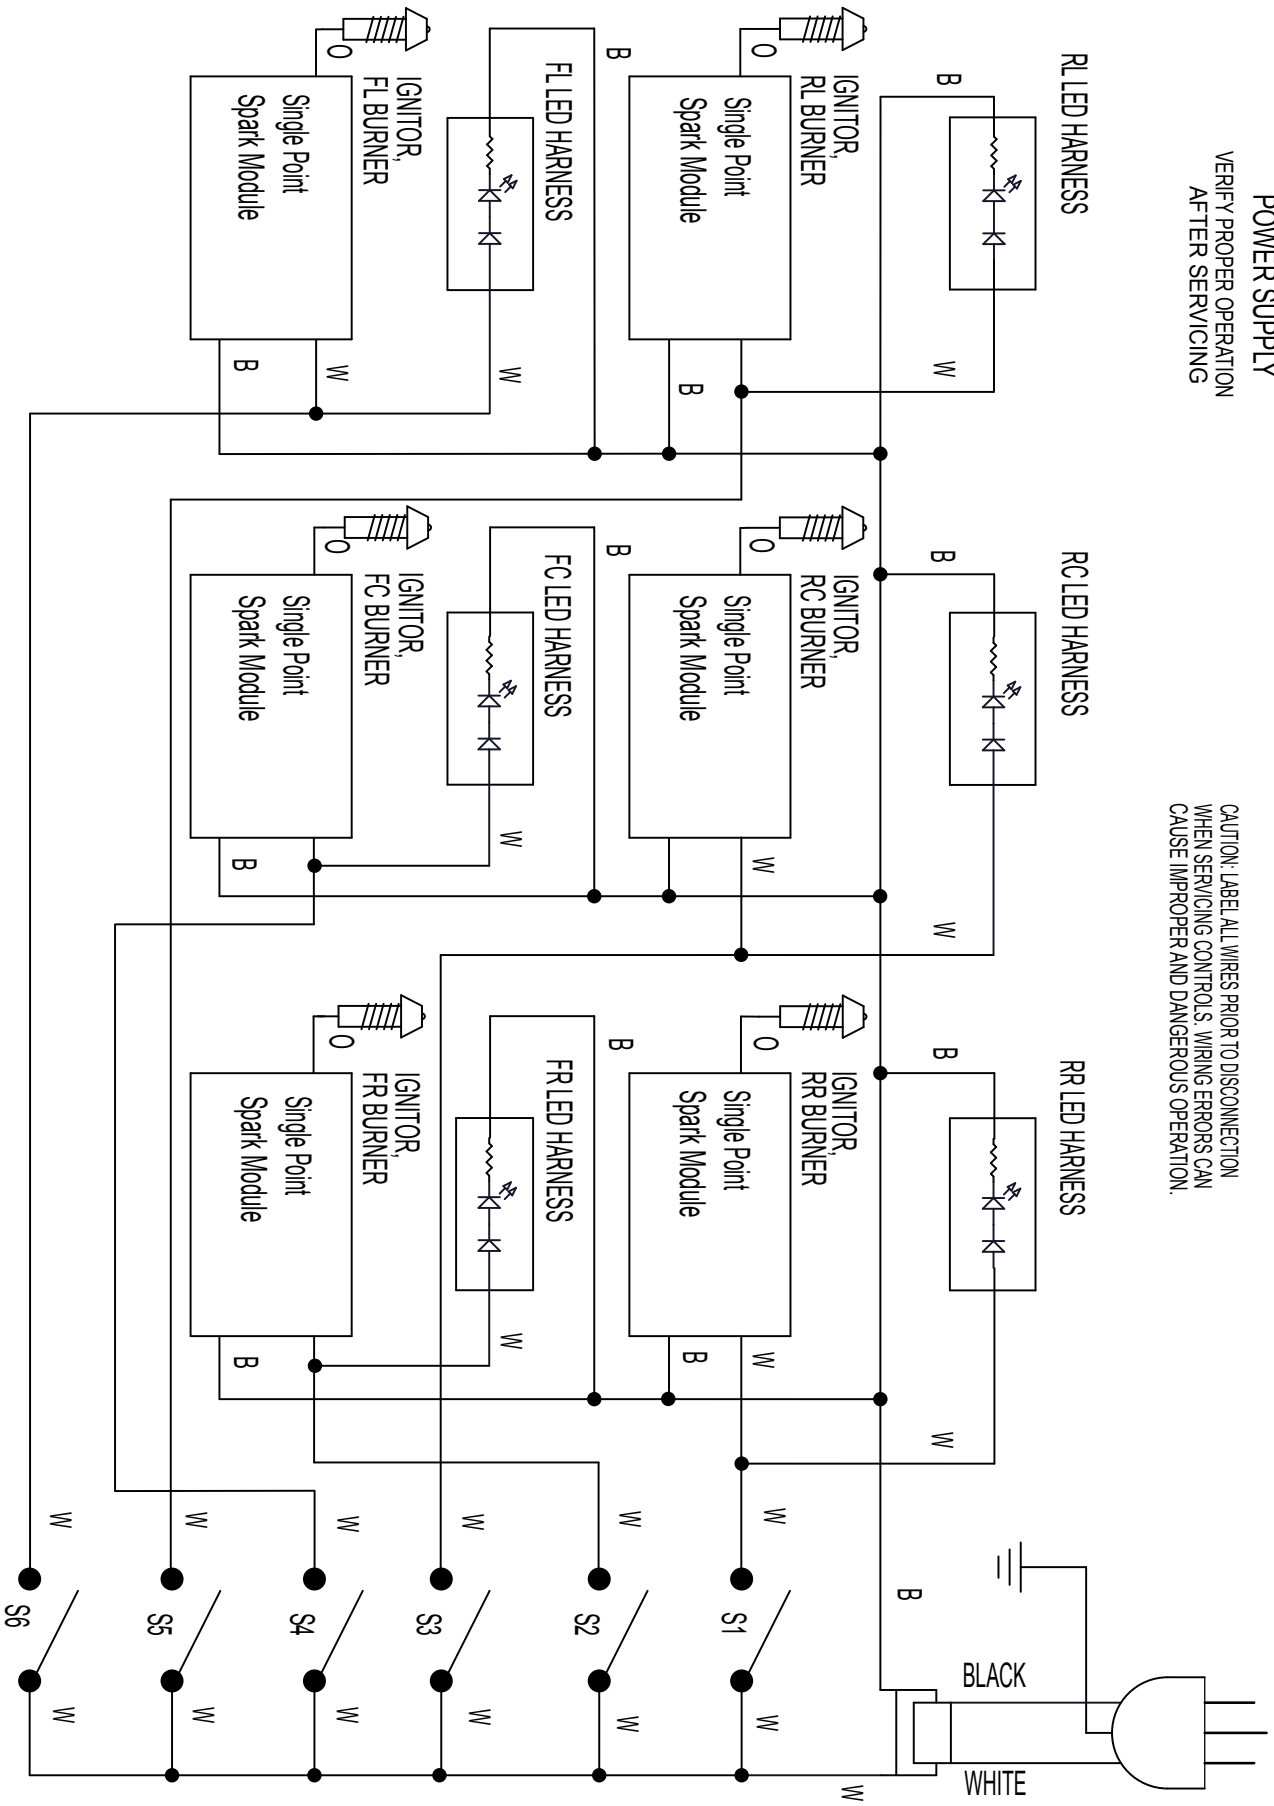 POWER SUPPLY
VERIFY PROPER OPERATION
AFTER SERVICING
CAUTION: LABEL ALL WIRES PRIOR TO DISCONNECTION
WHEN SERVICING CONTROLS. WIRING ERRORS CAN
CAUSE IMPROPER AND DANGEROUS OPERATION.
RL LED HARNESS
RC LED HARNESS
RR LED HARNESS
B
W
B
W
B
W
B
BLACK
WHITE
W
IGNITOR,
RL BURNER
O
Single Point
Spark Module
B
IGNITOR,
RC BURNER
O
Single Point
Spark Module
W
IGNITOR,
RR BURNER
O
Single Point
Spark Module
W
B
B
FL LED HARNESS
W
B
FC LED HARNESS
W
B
FR LED HARNESS
W
IGNITOR,
FL BURNER
O
Single Point
Spark Module
W
B
IGNITOR,
FC BURNER
O
Single Point
Spark Module
B
IGNITOR,
FR BURNER
O
Single Point
Spark Module
B
W
S1
W
W
S2
W
W
S3
W
W
S4
W
W
S5
W
W
S6
W